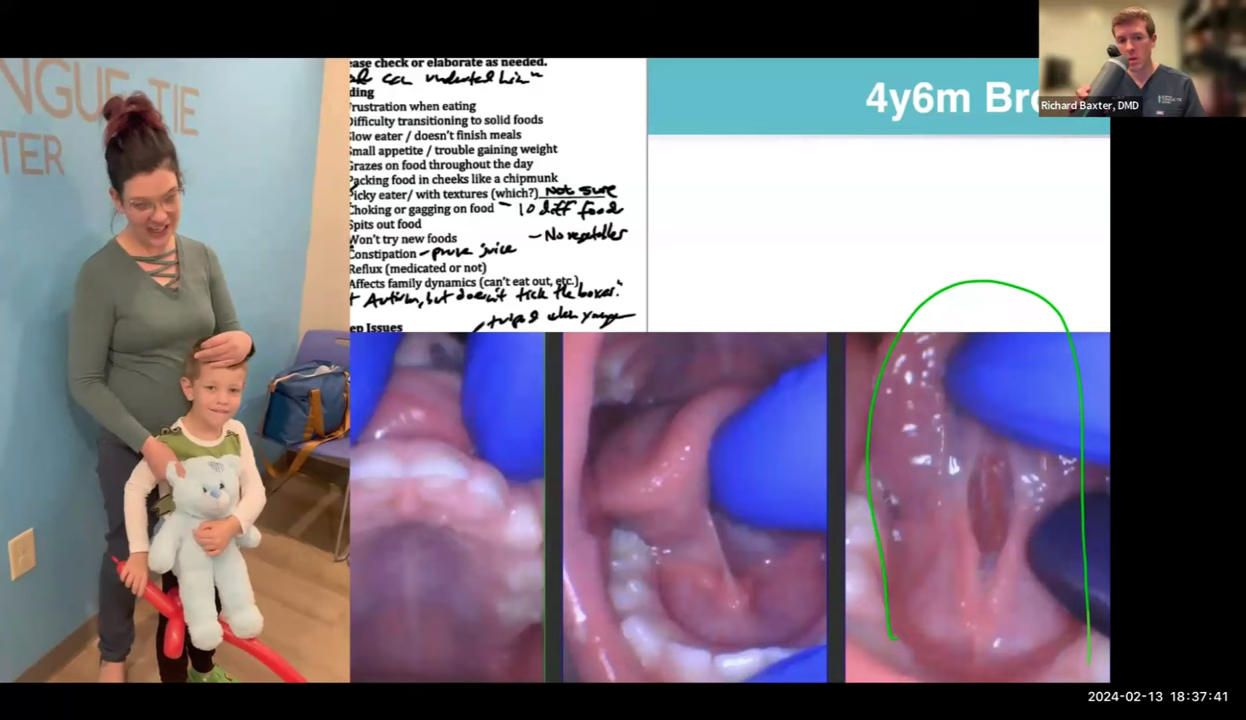 NGUE-TIE
TER
ease check or elaborate as needed.
ding
Frustration when eating
Difficulty transitioning to solid foods
Slow eater / doesn't finish meals
Small appetite / trouble gaining weight
Grazes on food throughout the day
Packing food in cheeks like a chipmunk
Picky eater/ with textures (which?) Not sure
Choking or gagging on food - 10 diff food
Spits out food
Won't try new foods - No vegetables
Constipation - prune juice
Reflux (medicated or not)
Affects family dynamics (can't eat out, etc.)
Autism, but doesn't tick the boxes."
ep Issues
4y6m Br
Richard Baxter, DMD
2024-02-13 18:37:41